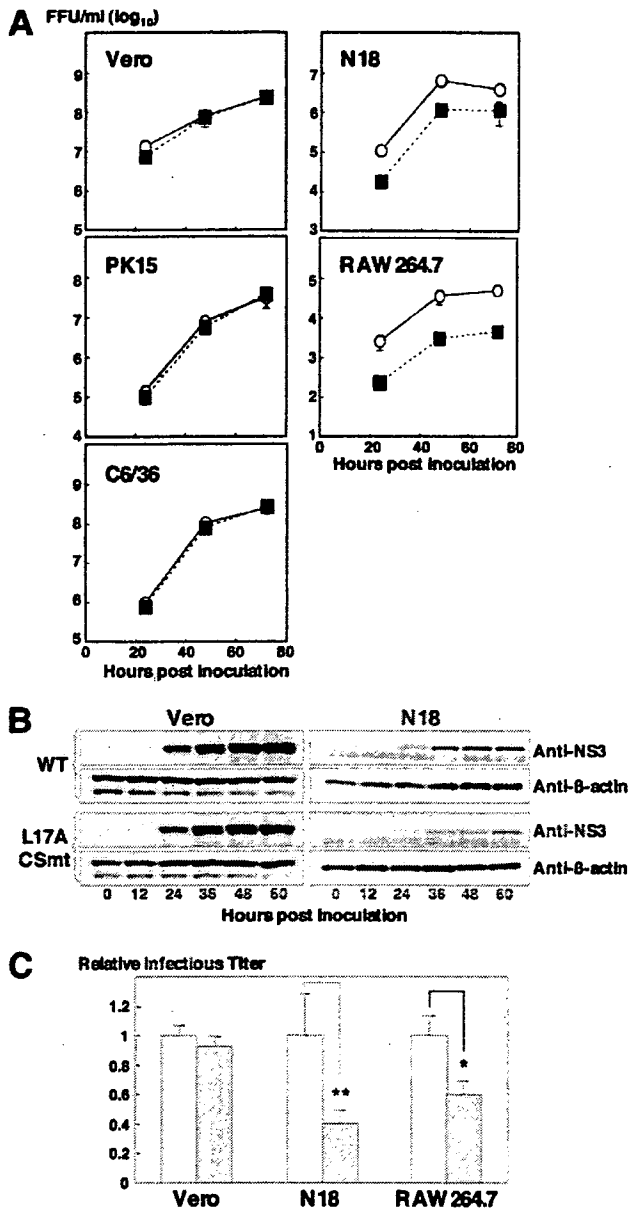 A FFU/ml (log10)
Vero
9
8
7
6
5
N18
7
6
5
4
3
PK15
8
7
6
5
4
RAW 264.7
5
4
3
2
1
0 20 40 60 80
Hours post inoculation
C6/36
9
8
7
6
5
0 20 40 60 80
Hours post inoculation
B
Vero N18
WT
Anti-NS3
Anti-β-actin
L17A
CSmt
Anti-NS3
Anti-β-actin
0 12 24 36 48 60 0 12 24 36 48 60
Hours post inoculation
C Relative Infectious Titer
1.2
1
0.8
0.6
0.4
0.2
0
** *
Vero N18 RAW 264.7